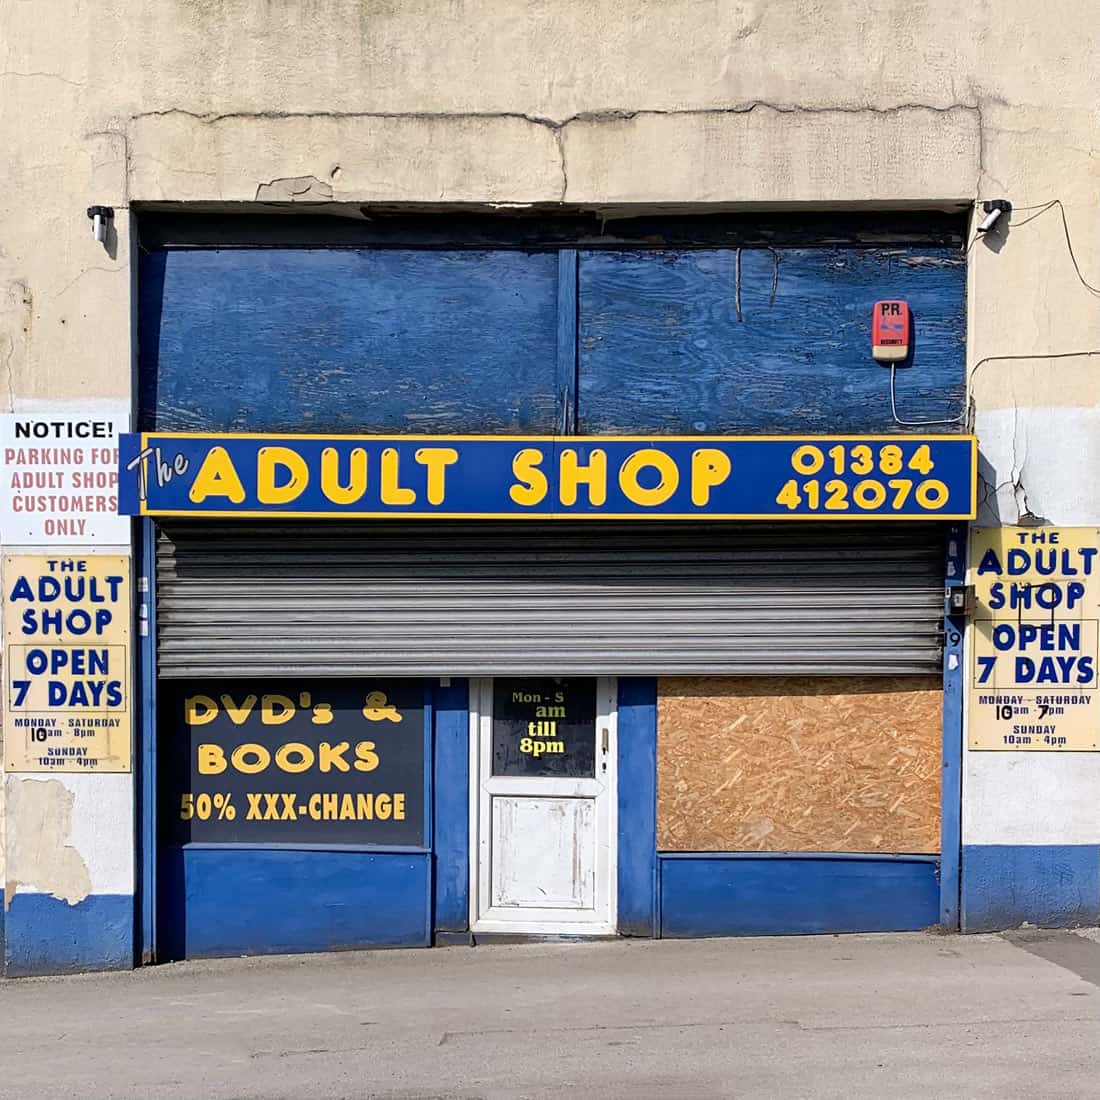 NOTICE!
PARKING FOR
ADULT SHOP
CUSTOMERS
ONLY
The ADULT SHOP
01384
412070
P.R.
SECURITY
THE
ADULT
SHOP
OPEN
7 DAYS
MONDAY - SATURDAY
10am - 8pm
SUNDAY
10am - 4pm
DVD's &
BOOKS
50% XXX-CHANGE
Mon - S
am
till
8pm
19
THE
ADULT
SHOP
OPEN
7 DAYS
MONDAY - SATURDAY
10am - 7pm
SUNDAY
10am - 4pm